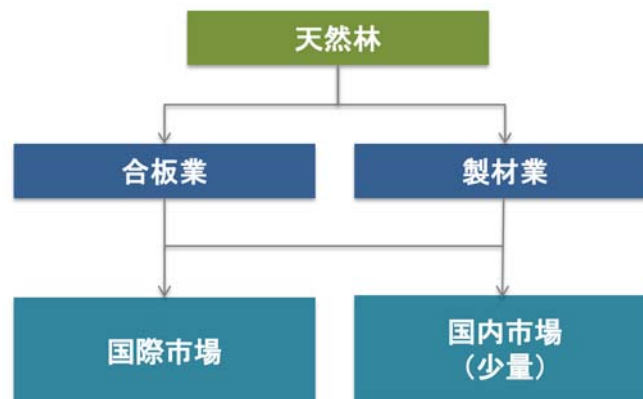 天然林
合板業
製材業
国際市場
国内市場
（少量）